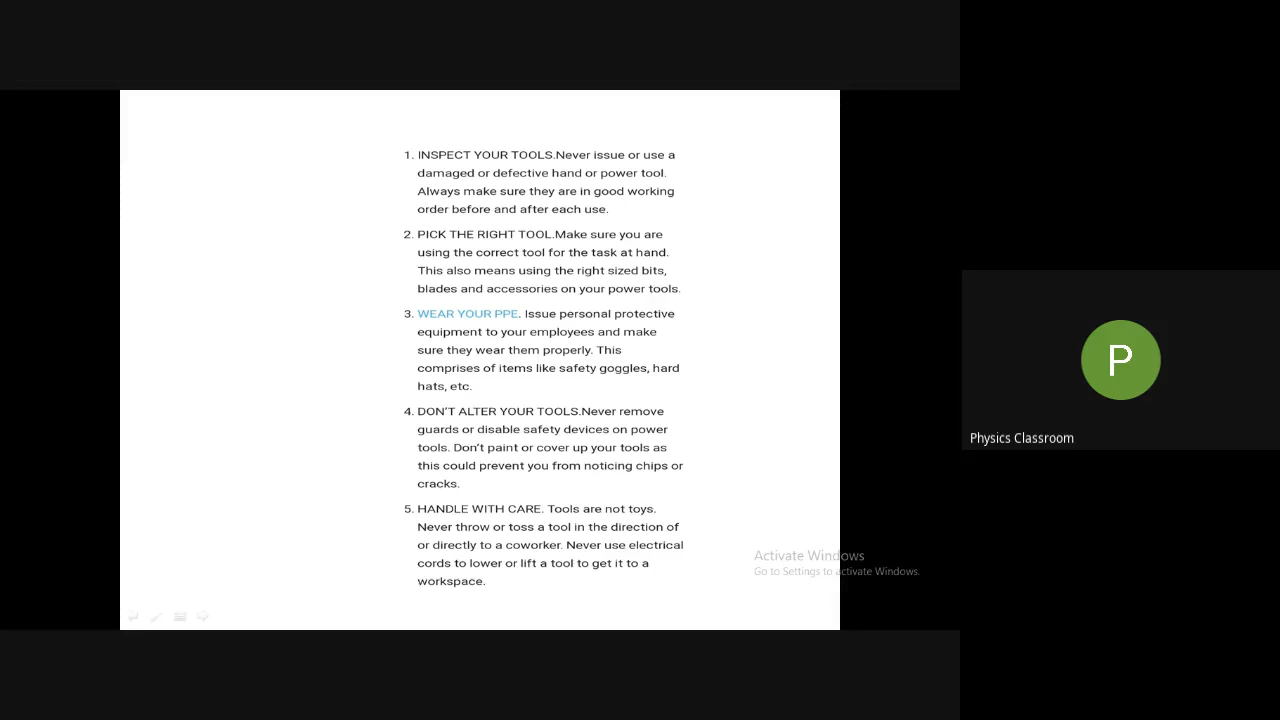 1. INSPECT YOUR TOOLS.Never issue or use a
damaged or defective hand or power tool.
Always make sure they are in good working
order before and after each use.
2. PICK THE RIGHT TOOL.Make sure you are
using the correct tool for the task at hand.
This also means using the right sized bits,
blades and accessories on your power tools.
3. WEAR YOUR PPE. Issue personal protective
equipment to your employees and make
sure they wear them properly. This
comprises of items like safety goggles, hard
hats, etc.
4. DON’T ALTER YOUR TOOLS.Never remove
guards or disable safety devices on power
tools. Don’t paint or cover up your tools as
this could prevent you from noticing chips or
cracks.
5. HANDLE WITH CARE. Tools are not toys.
Never throw or toss a tool in the direction of
or directly to a coworker. Never use electrical
cords to lower or lift a tool to get it to a
workspace.
Activate Windows
Go to Settings to activate Windows.
P
Physics Classroom